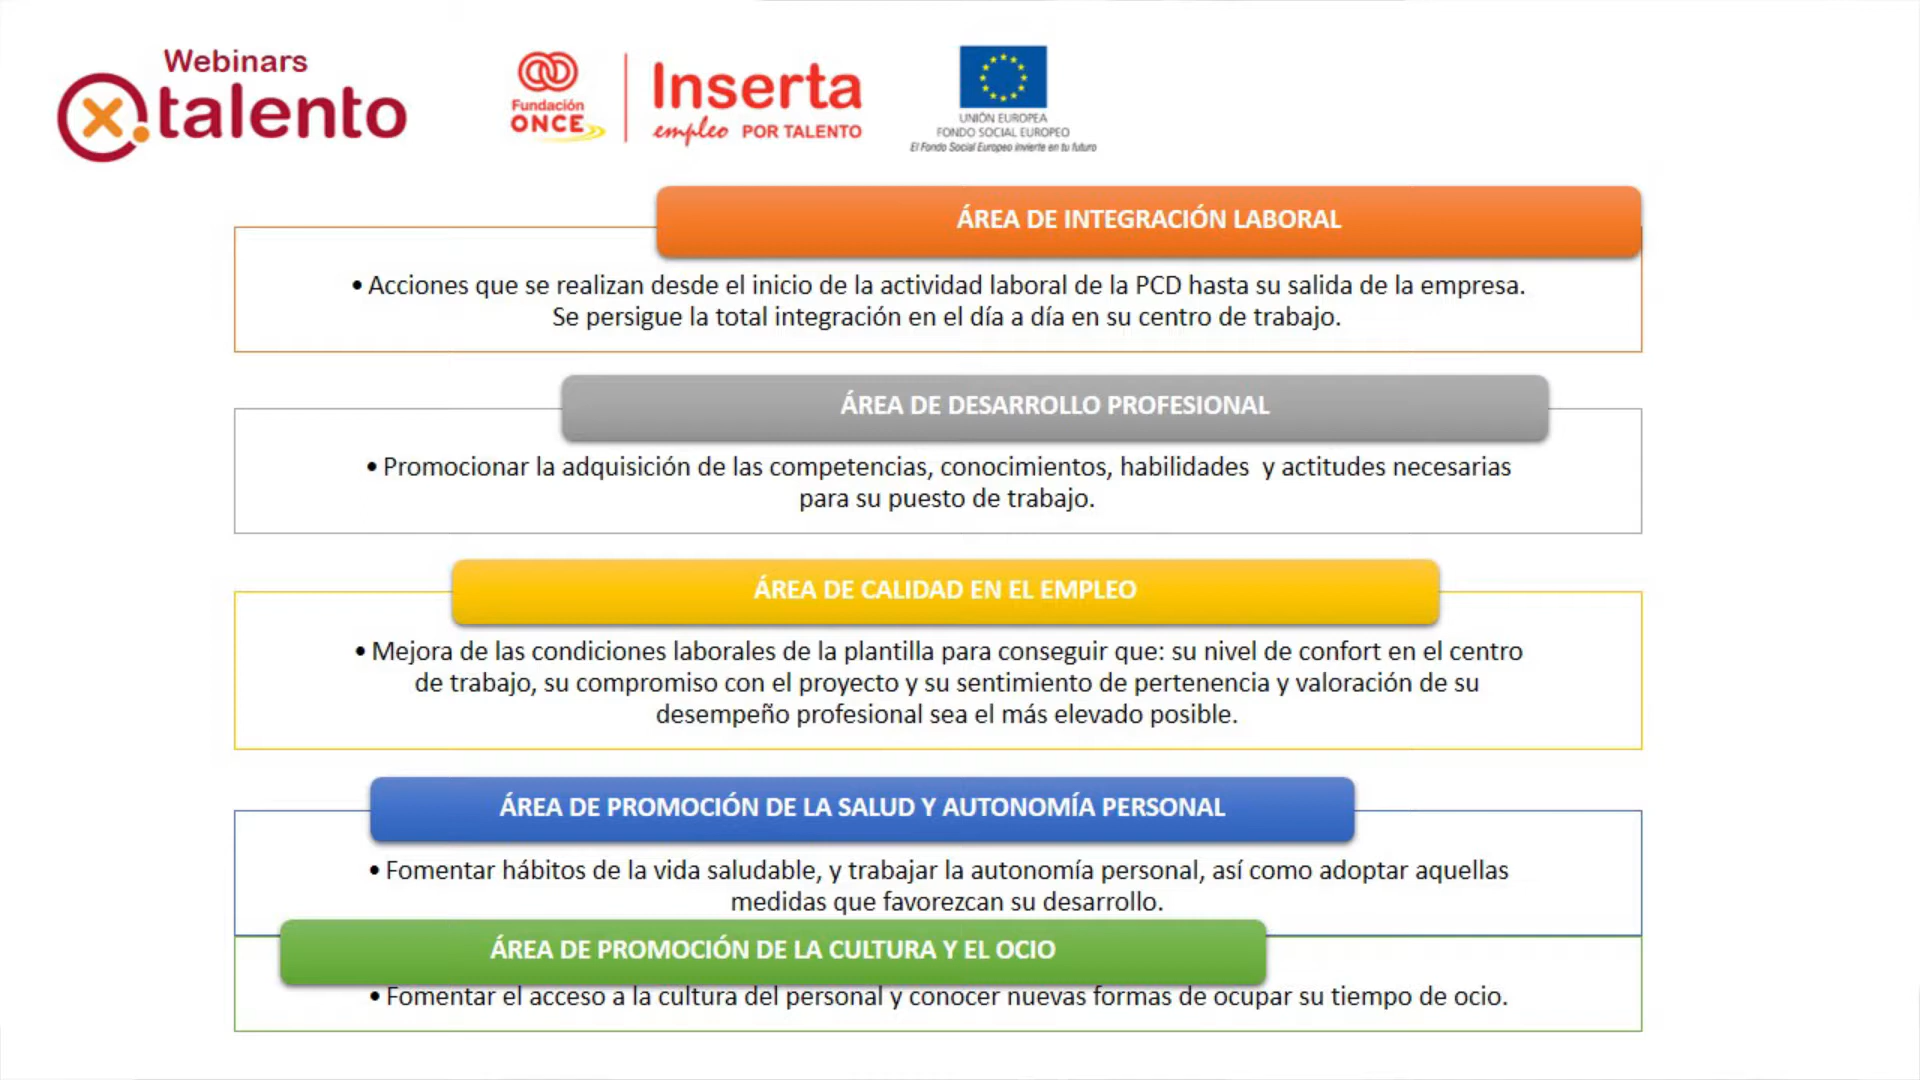 Webinars
x.talento
Fundación
ONCE
Inserta
empleo POR TALENTO
UNIÓN EUROPEA
FONDO SOCIAL EUROPEO
El Fondo Social Europeo invierte en tu futuro
ÁREA DE INTEGRACIÓN LABORAL
• Acciones que se realizan desde el inicio de la actividad laboral de la PCD hasta su salida de la empresa.
Se persigue la total integración en el día a día en su centro de trabajo.
ÁREA DE DESARROLLO PROFESIONAL
• Promocionar la adquisición de las competencias, conocimientos, habilidades y actitudes necesarias
para su puesto de trabajo.
ÁREA DE CALIDAD EN EL EMPLEO
• Mejora de las condiciones laborales de la plantilla para conseguir que: su nivel de confort en el centro
de trabajo, su compromiso con el proyecto y su sentimiento de pertenencia y valoración de su
desempeño profesional sea el más elevado posible.
ÁREA DE PROMOCIÓN DE LA SALUD Y AUTONOMÍA PERSONAL
• Fomentar hábitos de la vida saludable, y trabajar la autonomía personal, así como adoptar aquellas
medidas que favorezcan su desarrollo.
ÁREA DE PROMOCIÓN DE LA CULTURA Y EL OCIO
• Fomentar el acceso a la cultura del personal y conocer nuevas formas de ocupar su tiempo de ocio.